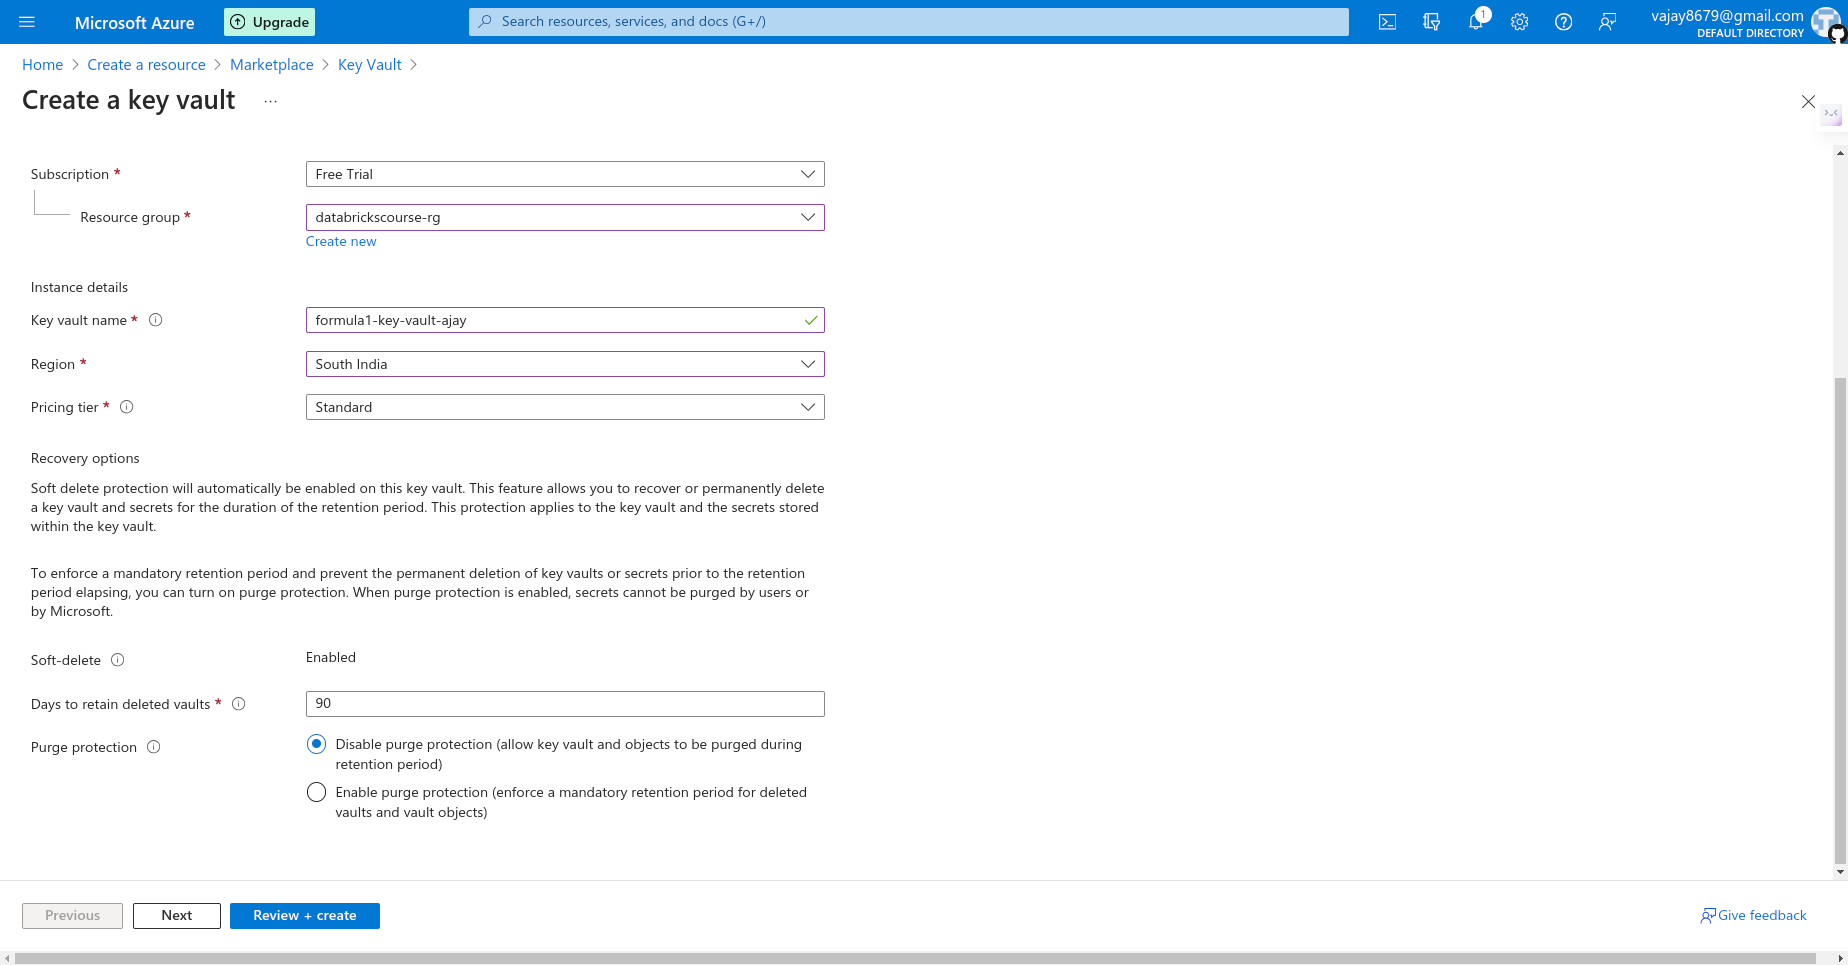 Microsoft Azure
Upgrade
Search resources, services, and docs (G+/)
1
vajay8679@gmail.com
DEFAULT DIRECTORY
Home > Create a resource > Marketplace > Key Vault >
Create a key vault ...
Subscription *
Free Trial
Resource group *
databrickscourse-rg
Create new
Instance details
Key vault name *
formula1-key-vault-ajay
Region *
South India
Pricing tier *
Standard
Recovery options
Soft delete protection will automatically be enabled on this key vault. This feature allows you to recover or permanently delete
a key vault and secrets for the duration of the retention period. This protection applies to the key vault and the secrets stored
within the key vault.
To enforce a mandatory retention period and prevent the permanent deletion of key vaults or secrets prior to the retention
period elapsing, you can turn on purge protection. When purge protection is enabled, secrets cannot be purged by users or
by Microsoft.
Soft-delete
Enabled
Days to retain deleted vaults *
90
Purge protection
Disable purge protection (allow key vault and objects to be purged during
retention period)
Enable purge protection (enforce a mandatory retention period for deleted
vaults and vault objects)
Previous
Next
Review + create
Give feedback